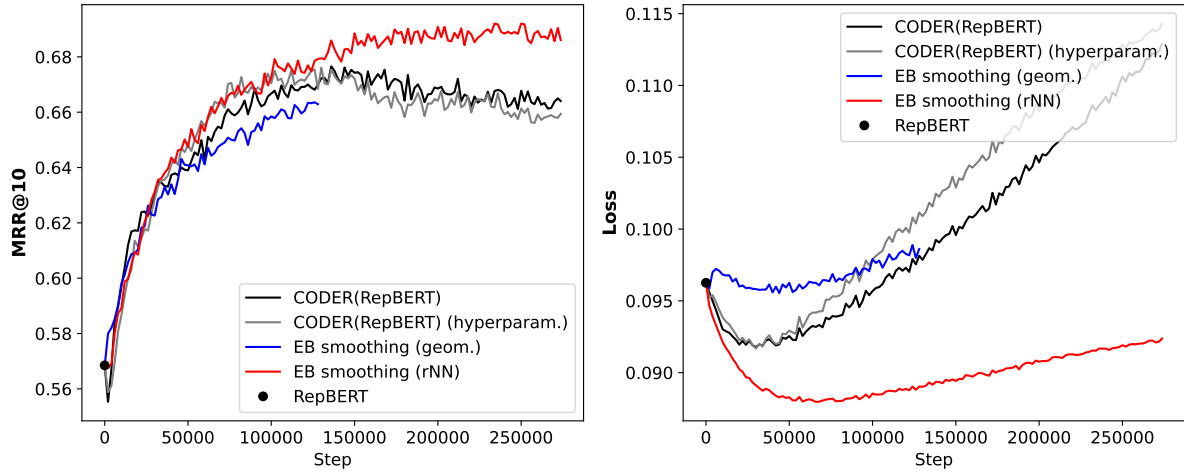 MRR@10
0.68
0.66
0.64
0.62
0.60
0.58
0.56
CODER(RepBERT)
CODER(RepBERT) (hyperparam.)
EB smoothing (geom.)
EB smoothing (rNN)
RepBERT
0 50000 100000 150000 200000 250000
Step
Loss
0.115
0.110
0.105
0.100
0.095
0.090
CODER(RepBERT)
CODER(RepBERT) (hyperparam.)
EB smoothing (geom.)
EB smoothing (rNN)
RepBERT
0 50000 100000 150000 200000 250000
Step